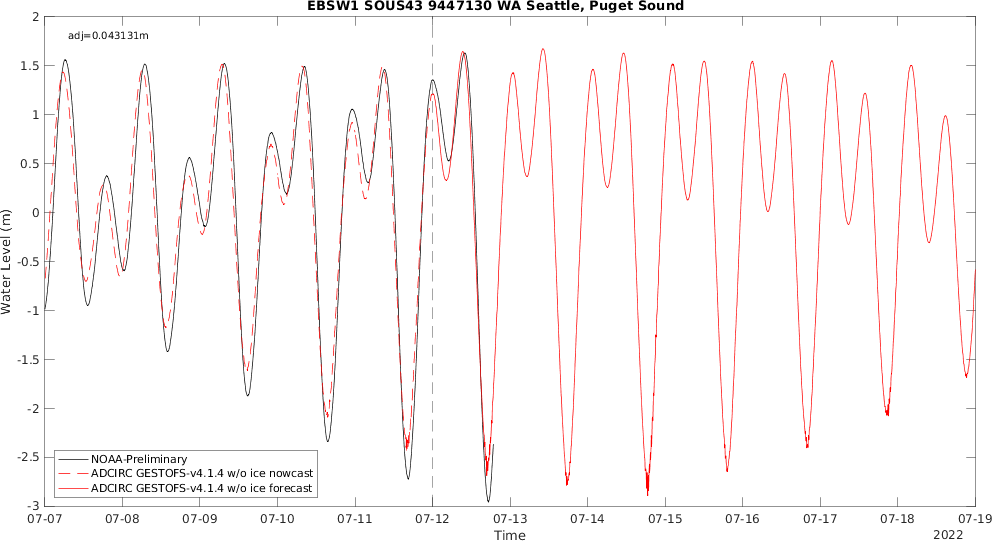 EBSW1 SOUS43 9447130 WA Seattle, Puget Sound
adj=0.043131m
2
1.5
1
0.5
0
-0.5
-1
-1.5
-2
-2.5
-3
Water Level (m)
NOAA-Preliminary
ADCIRC GESTOFS-v4.1.4 w/o ice nowcast
ADCIRC GESTOFS-v4.1.4 w/o ice forecast
07-07 07-08 07-09 07-10 07-11 07-12 07-13 07-14 07-15 07-16 07-17 07-18 07-19
Time
2022